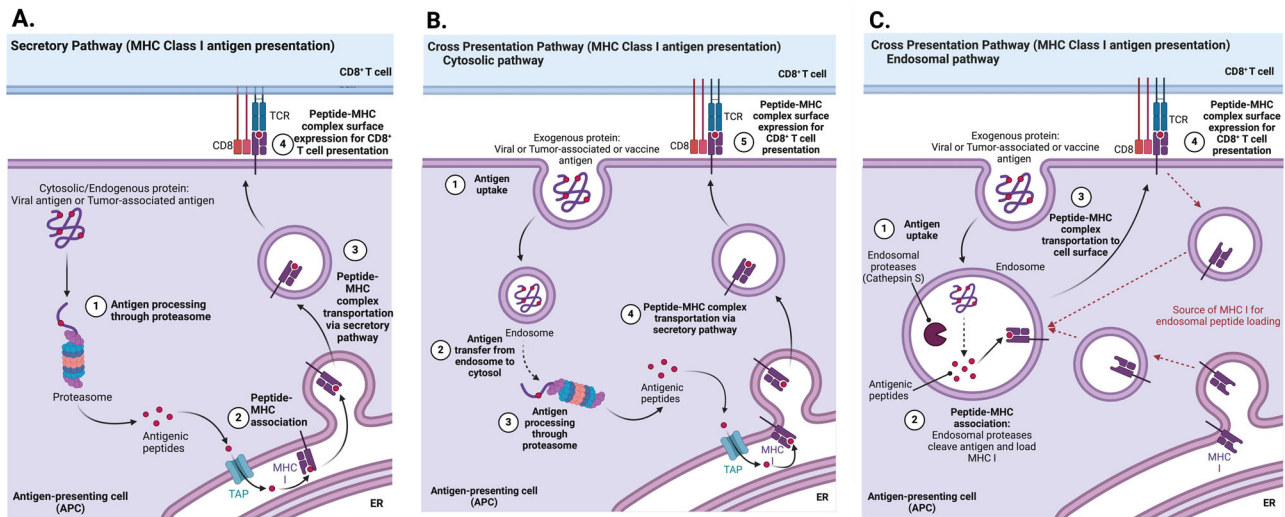 A.
Secretory Pathway (MHC Class I antigen presentation)
CD8⁺ T cell
TCR
CD8
4
Peptide-MHC
complex surface
expression for CD8⁺
T cell presentation
Cytosolic/Endogenous protein:
Viral antigen or Tumor-associated antigen
1
Antigen processing
through proteasome
Proteasome
Antigenic
peptides
2
Peptide-
MHC
association
3
Peptide-
MHC
complex
transportation
via secretory
pathway
TAP
MHC
I
Antigen-presenting cell
(APC)
ER
B.
Cross Presentation Pathway (MHC Class I antigen presentation)
Cytosolic pathway
CD8⁺ T cell
TCR
CD8
5
Peptide-MHC
complex surface
expression for
CD8⁺ T cell
presentation
Exogenous protein:
Viral or Tumor-associated or vaccine
antigen
1
Antigen
uptake
Endosome
2
Antigen
transfer from
endosome to
cytosol
3
Antigen
processing
through
proteasome
Antigenic
peptides
4
Peptide-MHC complex
transportation via
secretory pathway
TAP
MHC
I
Antigen-presenting cell
(APC)
ER
C.
Cross Presentation Pathway (MHC Class I antigen presentation)
Endosomal pathway
CD8⁺ T cell
TCR
CD8
4
Peptide-MHC
complex surface
expression for
CD8⁺ T cell
presentation
Exogenous protein:
Viral or Tumor-associated or vaccine
antigen
1
Antigen
uptake
Endosomal
proteases
(Cathepsin S)
Endosome
3
Peptide-MHC
complex
transportation to
cell surface
Source of MHC I for
endosomal peptide loading
Antigenic
peptides
2
Peptide-MHC
association:
Endosomal proteases
cleave antigen and load
MHC I
MHC
I
Antigen-presenting cell
(APC)
ER